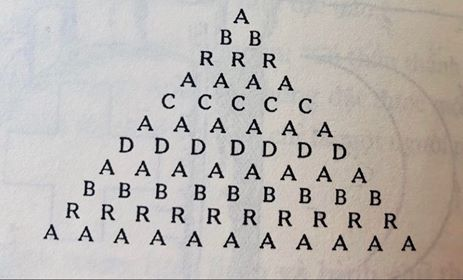 A
B B
R R R
A A A A
C C C C C
A A A A A A
D D D D D D D
A A A A A A A A
B B B B B B B B B
R R R R R R R R R R
A A A A A A A A A A A